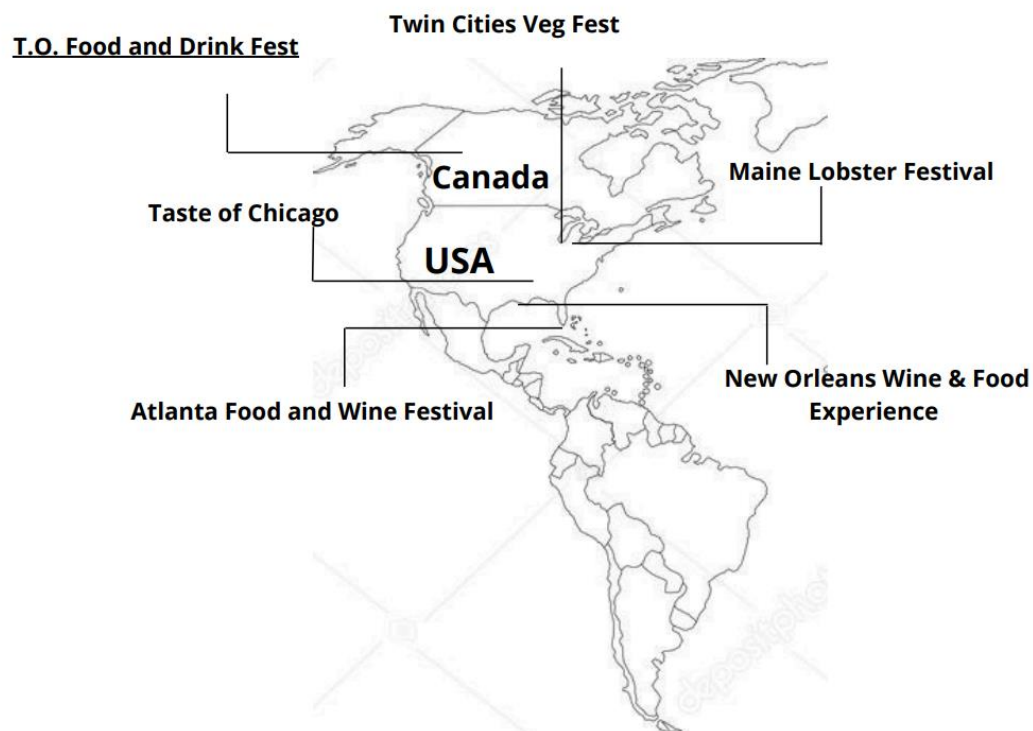 Twin Cities Veg Fest
T.O. Food and Drink Fest
Canada
Maine Lobster Festival
Taste of Chicago
USA
New Orleans Wine & Food
Experience
Atlanta Food and Wine Festival
depositphotos